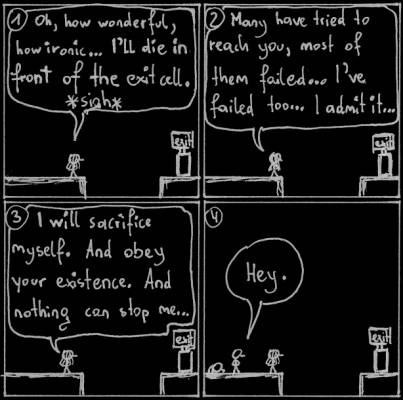 1
Oh, how wonderful,
how ironic... I'll die in
front of the exit cell.
*sigh*
exit
2
Many have tried to
reach you, most of
them failed... I've
failed too... I admit it...
exit
3
I will sacrifice
myself. And obey
your existence. And
nothing can stop me...
exit
4
Hey.
exit